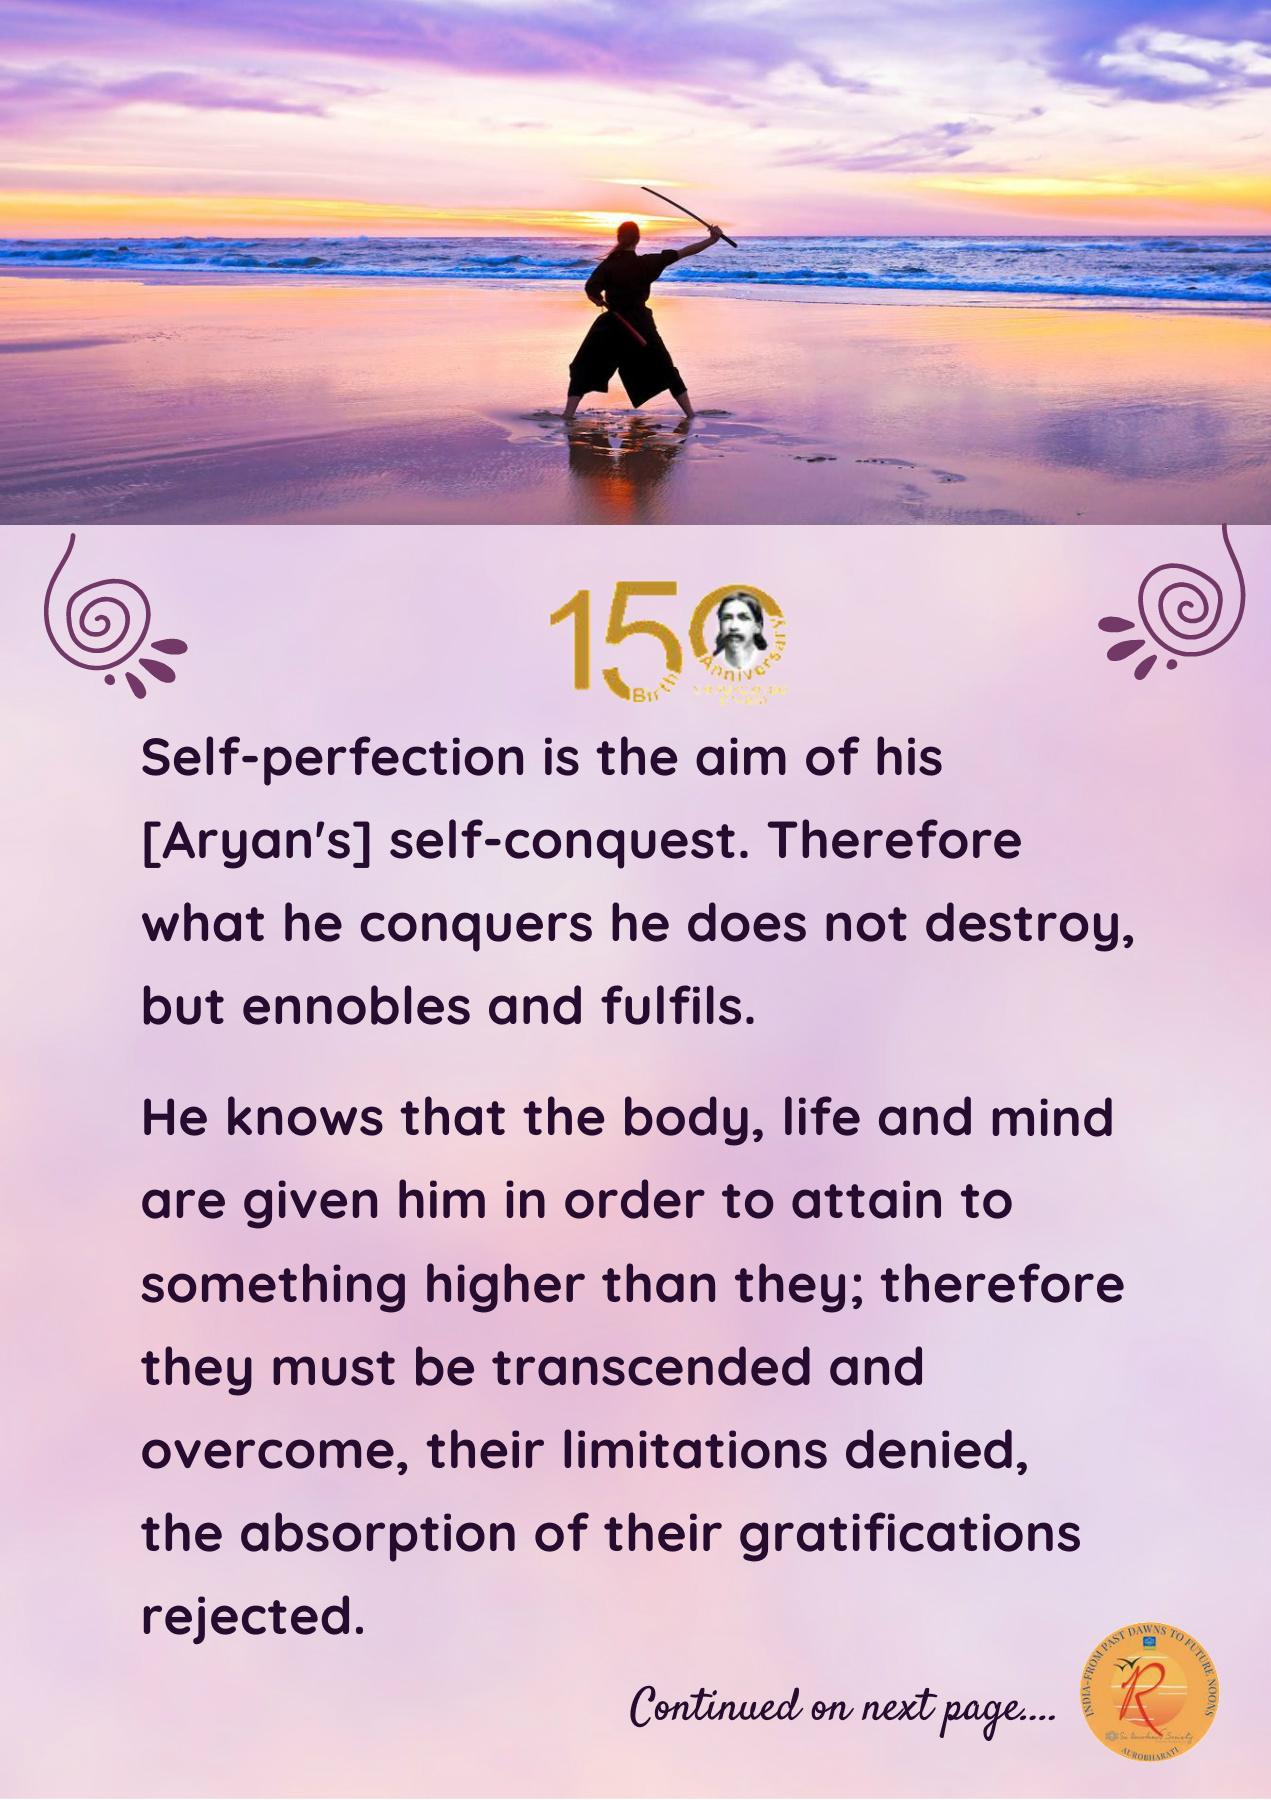 150
Birth Anniversary
Self-perfection is the aim of his
[Aryan's] self-conquest. Therefore
what he conquers he does not destroy,
but ennobles and fulfils.
He knows that the body, life and mind
are given him in order to attain to
something higher than they; therefore
they must be transcended and
overcome, their limitations denied,
the absorption of their gratifications
rejected.
Continued on next page....
INDIA-FROM PAST DAWNS TO FUTURE NOONS
R
Sri Aurobindo Society
AUROBHARATI